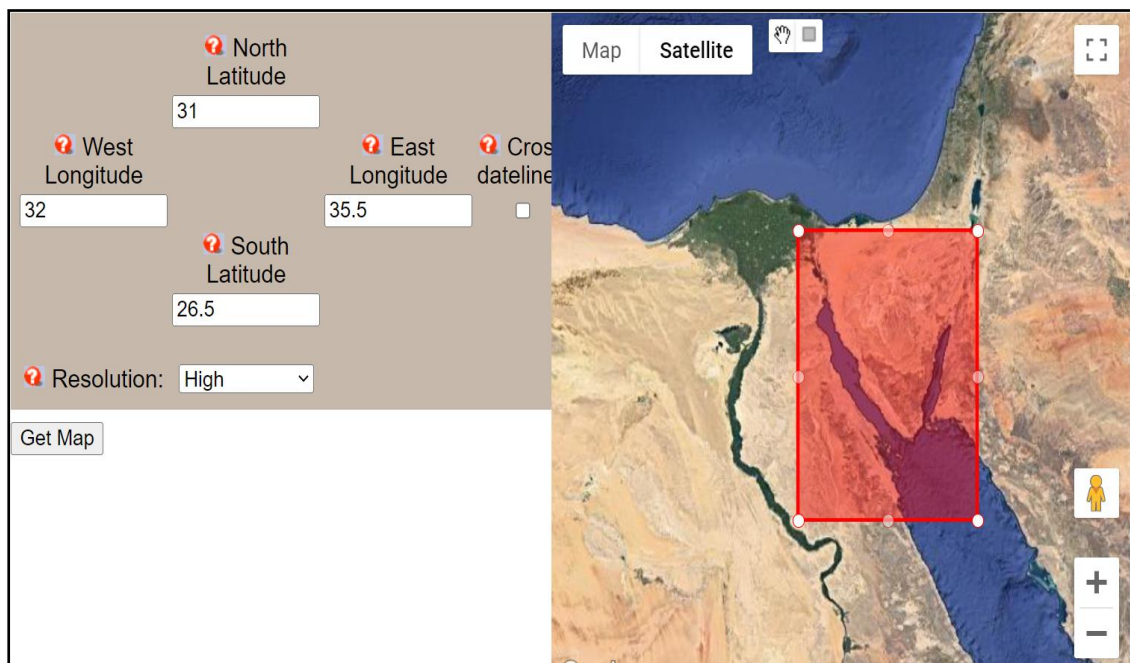 North
Latitude
31
West
Longitude
32
East
Longitude
35.5
Cros
dateline
South
Latitude
26.5
Resolution: High
Get Map
Map Satellite